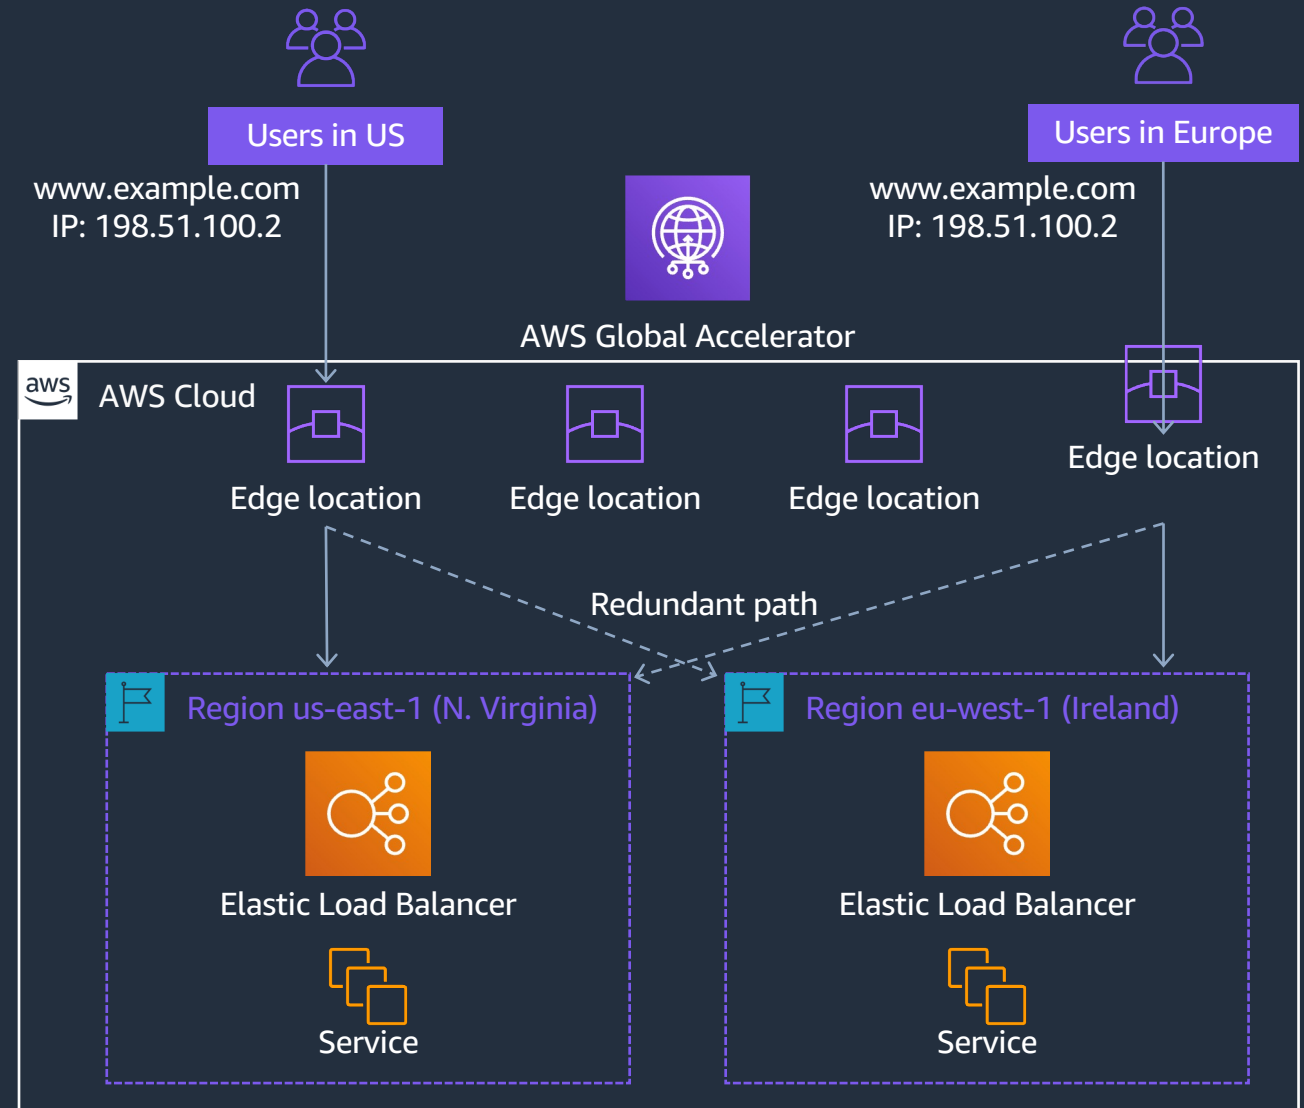 Users in US
Users in Europe
www.example.com
IP: 198.51.100.2
www.example.com
IP: 198.51.100.2
AWS Global Accelerator
aws
AWS Cloud
Edge location
Edge location
Edge location
Edge location
Redundant path
Region us-east-1 (N. Virginia)
Region eu-west-1 (Ireland)
Elastic Load Balancer
Elastic Load Balancer
Service
Service